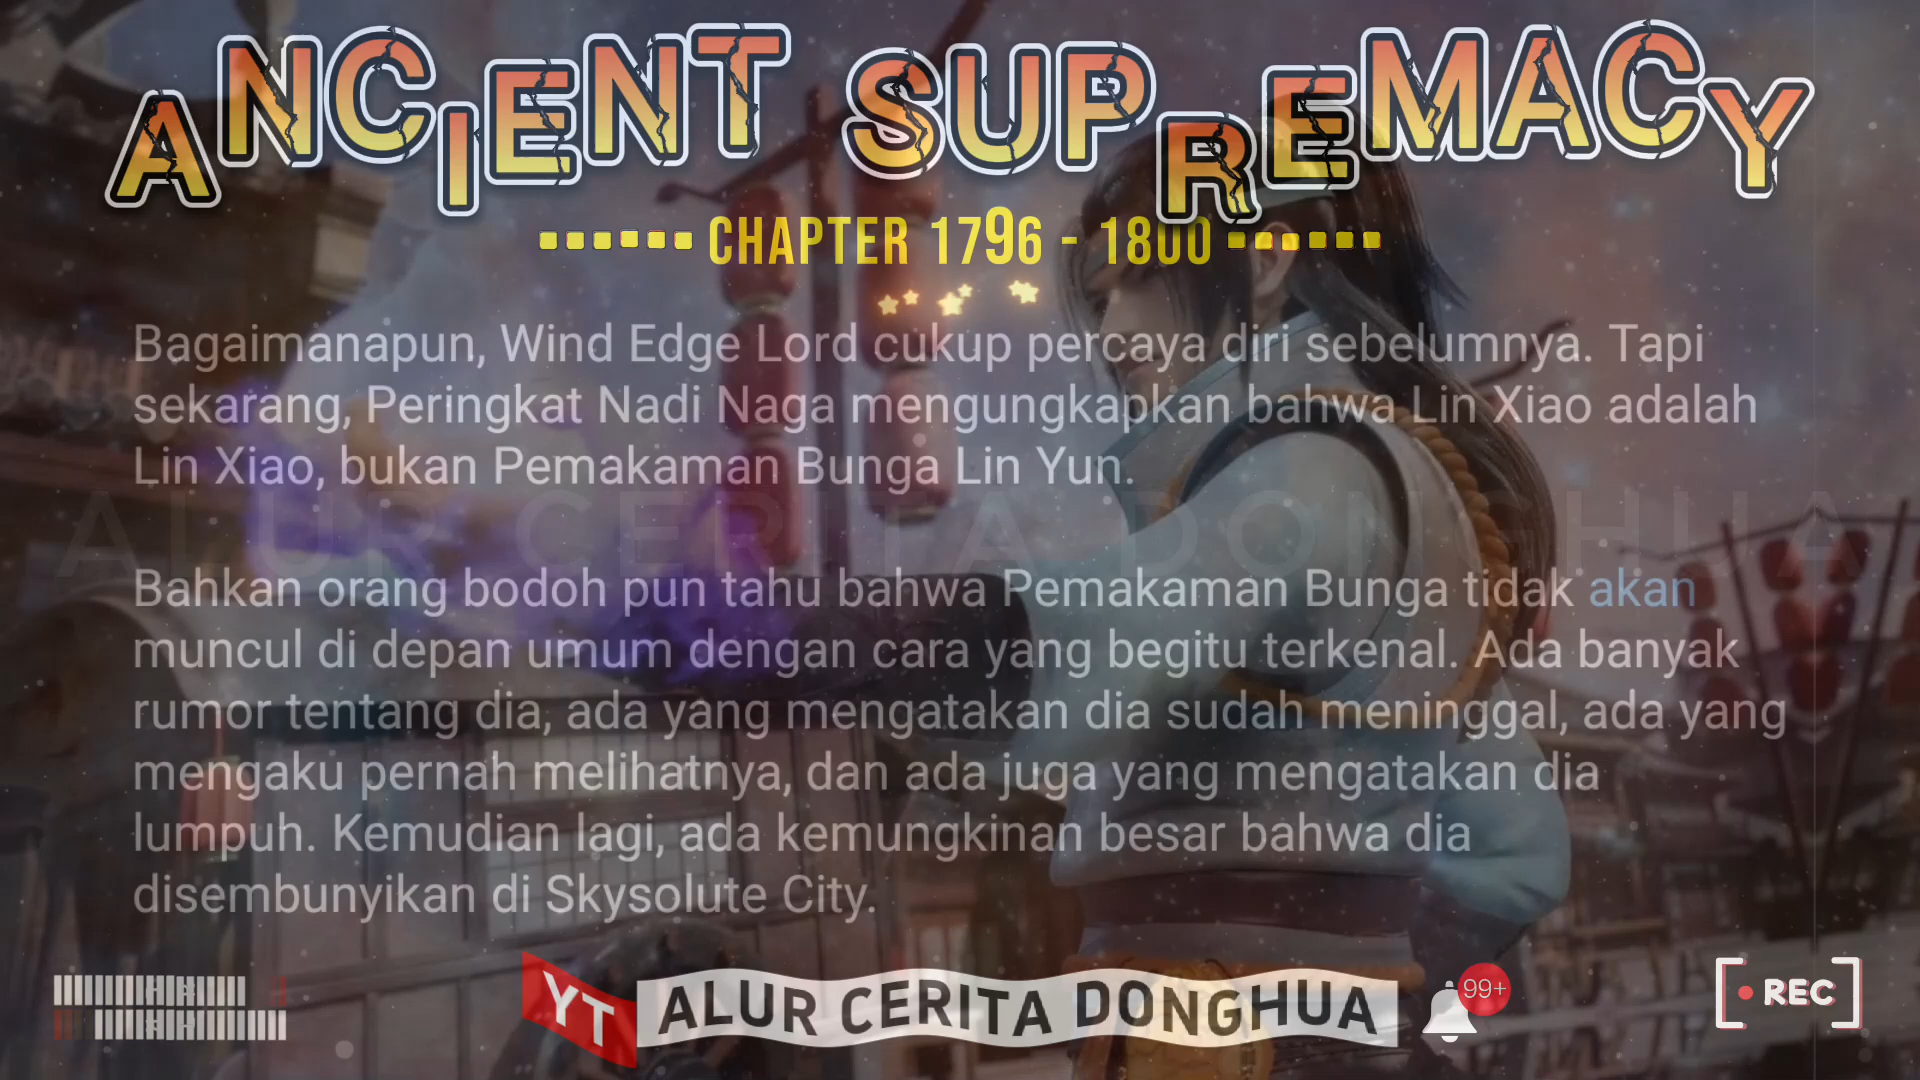 ANCIENT SUPREMACY
CHAPTER 1796 - 1800
Bagaimanapun, Wind Edge Lord cukup percaya diri sebelumnya. Tapi
sekarang, Peringkat Nadi Naga mengungkapkan bahwa Lin Xiao adalah
Lin Xiao, bukan Pemakaman Bunga Lin Yun.
ALUR CERITA DONGHUA
Bahkan orang bodoh pun tahu bahwa Pemakaman Bunga tidak akan
muncul di depan umum dengan cara yang begitu terkenal. Ada banyak
rumor tentang dia, ada yang mengatakan dia sudah meninggal, ada yang
mengaku pernah melihatnya, dan ada juga yang mengatakan dia
lumpuh. Kemudian lagi, ada kemungkinan besar bahwa dia
disembunyikan di Skysolute City.
YT ALUR CERITA DONGHUA
99+
REC